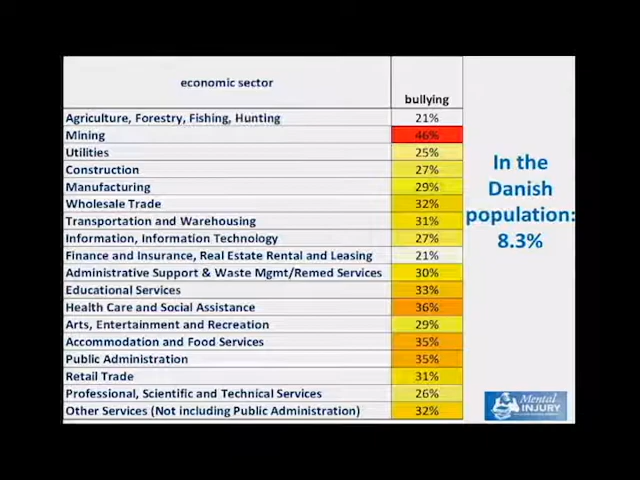 economic sector
bullying
Agriculture, Forestry, Fishing, Hunting 21%
Mining 46%
Utilities 25%
Construction 27%
Manufacturing 29%
Wholesale Trade 32%
Transportation and Warehousing 31%
Information, Information Technology 27%
Finance and Insurance, Real Estate Rental and Leasing 21%
Administrative Support & Waste Mgmt/Remed Services 30%
Educational Services 33%
Health Care and Social Assistance 36%
Arts, Entertainment and Recreation 29%
Accommodation and Food Services 35%
Public Administration 35%
Retail Trade 31%
Professional, Scientific and Technical Services 26%
Other Services (Not including Public Administration) 32%
In the
Danish
population:
8.3%
Mental
INJURY